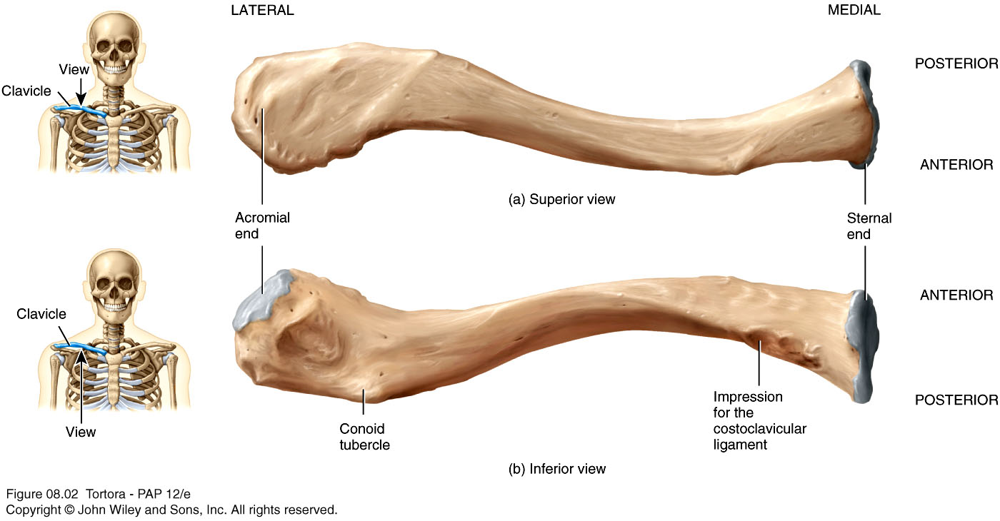 LATERAL
MEDIAL
View
Clavicle
POSTERIOR
ANTERIOR
(a) Superior view
Acromial
end
Sternal
end
Clavicle
View
ANTERIOR
POSTERIOR
Conoid
tubercle
Impression
for the
costoclavicular
ligament
(b) Inferior view
Figure 08.02 Tortora - PAP 12/e
Copyright © John Wiley and Sons, Inc. All rights reserved.